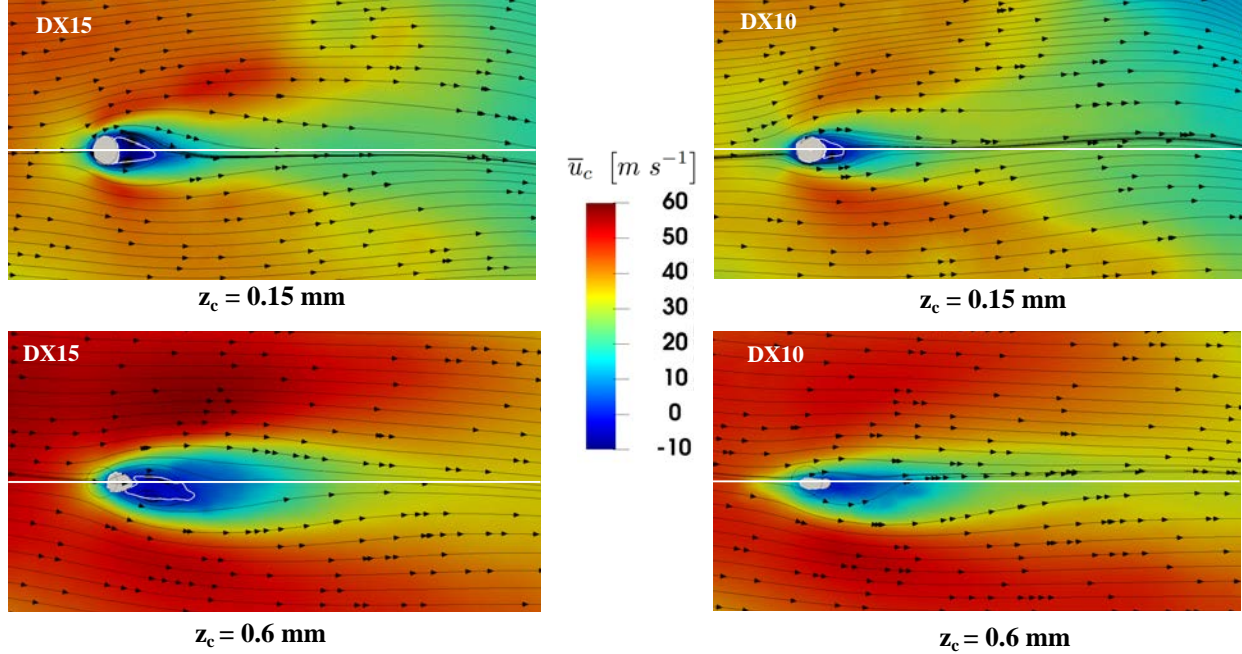 DX15
DX10
z_c = 0.15 mm
z_c = 0.15 mm
u̅_c [m s⁻¹]
60
50
40
30
20
10
0
-10
DX15
DX10
z_c = 0.6 mm
z_c = 0.6 mm